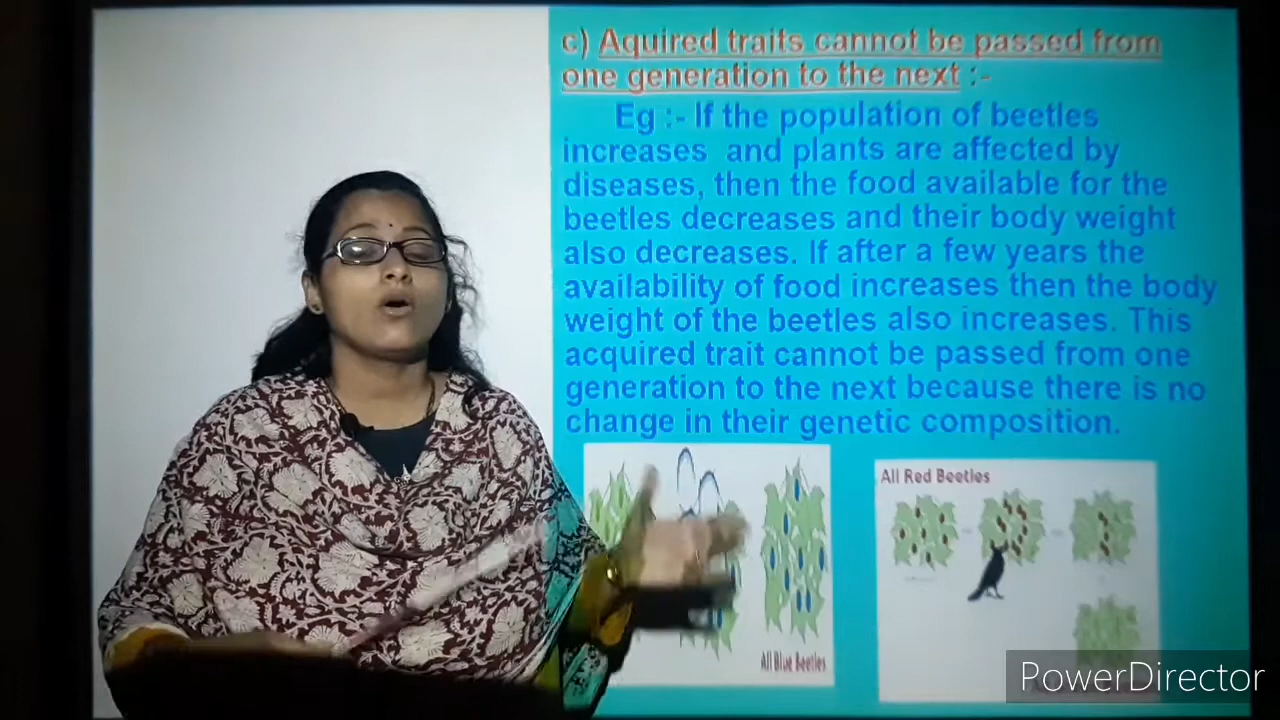 c) Aquired traits cannot be passed from
one generation to the next :-
Eg :- If the population of beetles
increases and plants are affected by
diseases, then the food available for the
beetles decreases and their body weight
also decreases. If after a few years the
availability of food increases then the body
weight of the beetles also increases. This
acquired trait cannot be passed from one
generation to the next because there is no
change in their genetic composition.
All Blue Beetles
All Red Beetles
PowerDirector